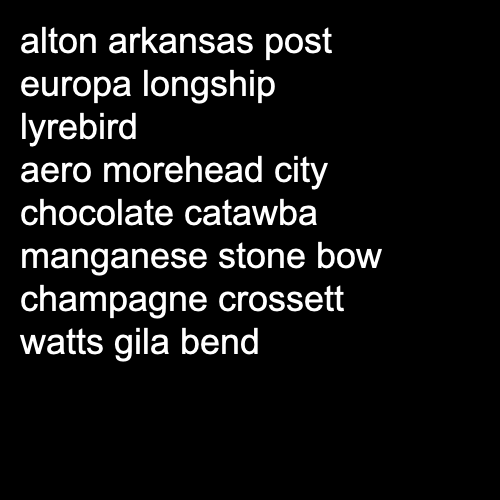 alton arkansas post
europa longship
lyrebird
aero morehead city
chocolate catawba
manganese stone bow
champagne crossett
watts gila bend